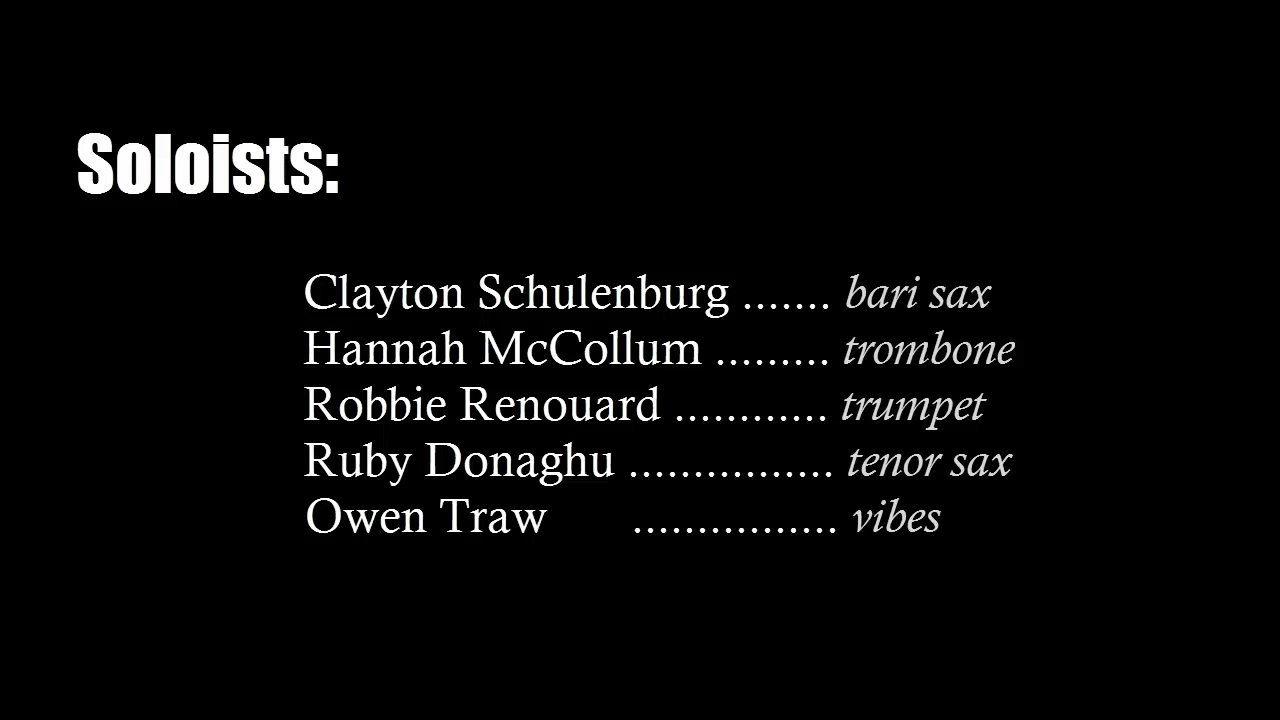 Soloists:
Clayton Schulenburg ....... bari sax
Hannah McCollum ......... trombone
Robbie Renouard ............ trumpet
Ruby Donaghu ................ tenor sax
Owen Traw ................ vibes